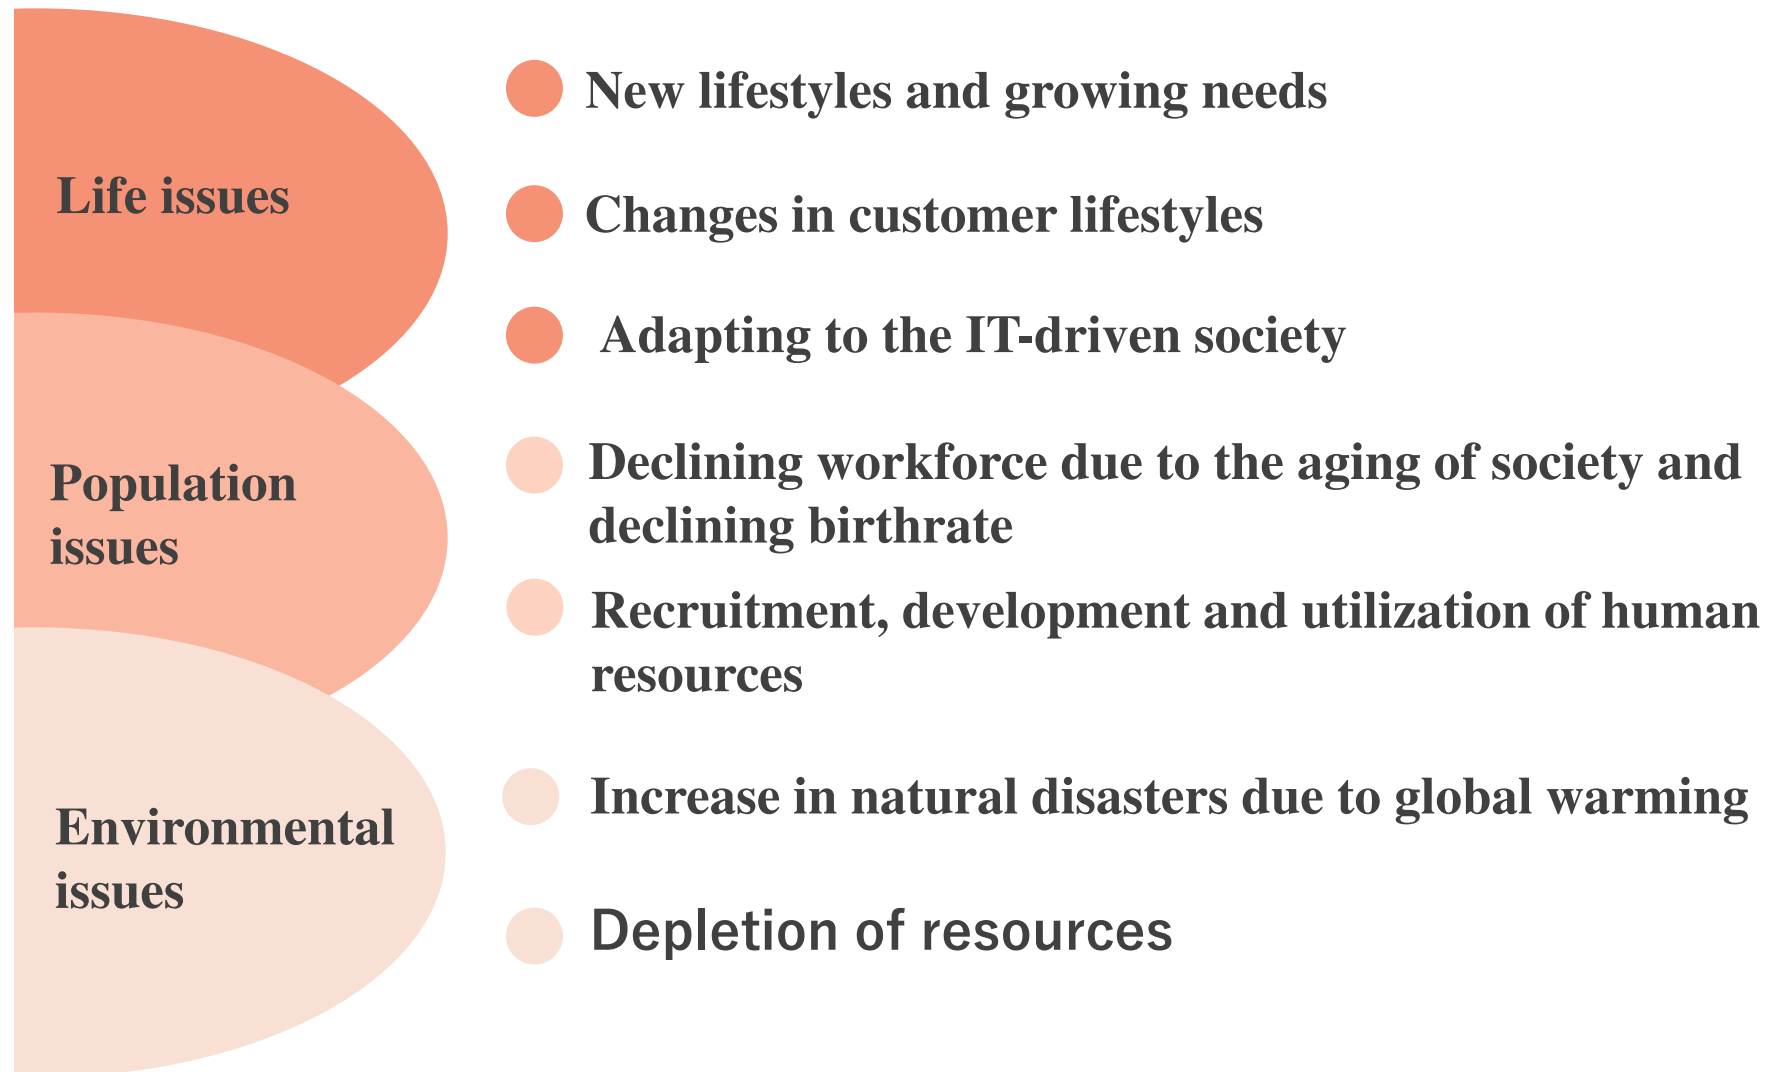 Life issues
New lifestyles and growing needs
Changes in customer lifestyles
Adapting to the IT-driven society
Population
issues
Declining workforce due to the aging of society and
declining birthrate
Recruitment, development and utilization of human
resources
Environmental
issues
Increase in natural disasters due to global warming
Depletion of resources